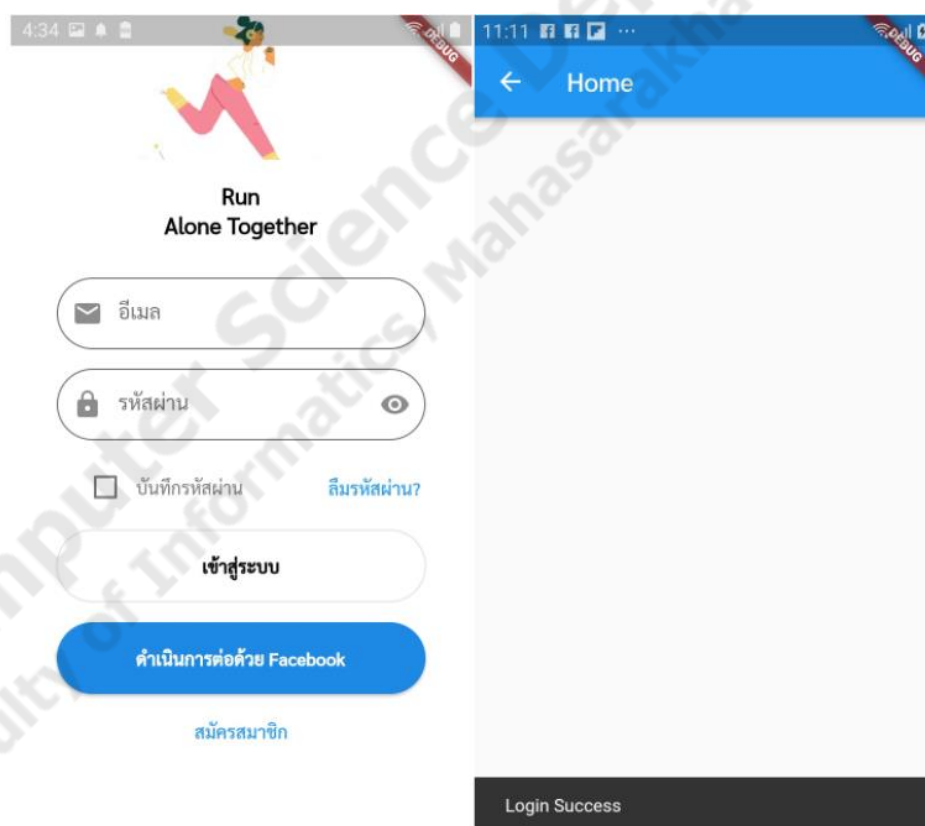 4:34
DEBUG
Run
Alone Together
อีเมล
รหัสผ่าน
บันทึกรหัสผ่าน
ลืมรหัสผ่าน?
เข้าสู่ระบบ
ดำเนินการต่อด้วย Facebook
สมัครสมาชิก
11:11
DEBUG
Home
Login Success